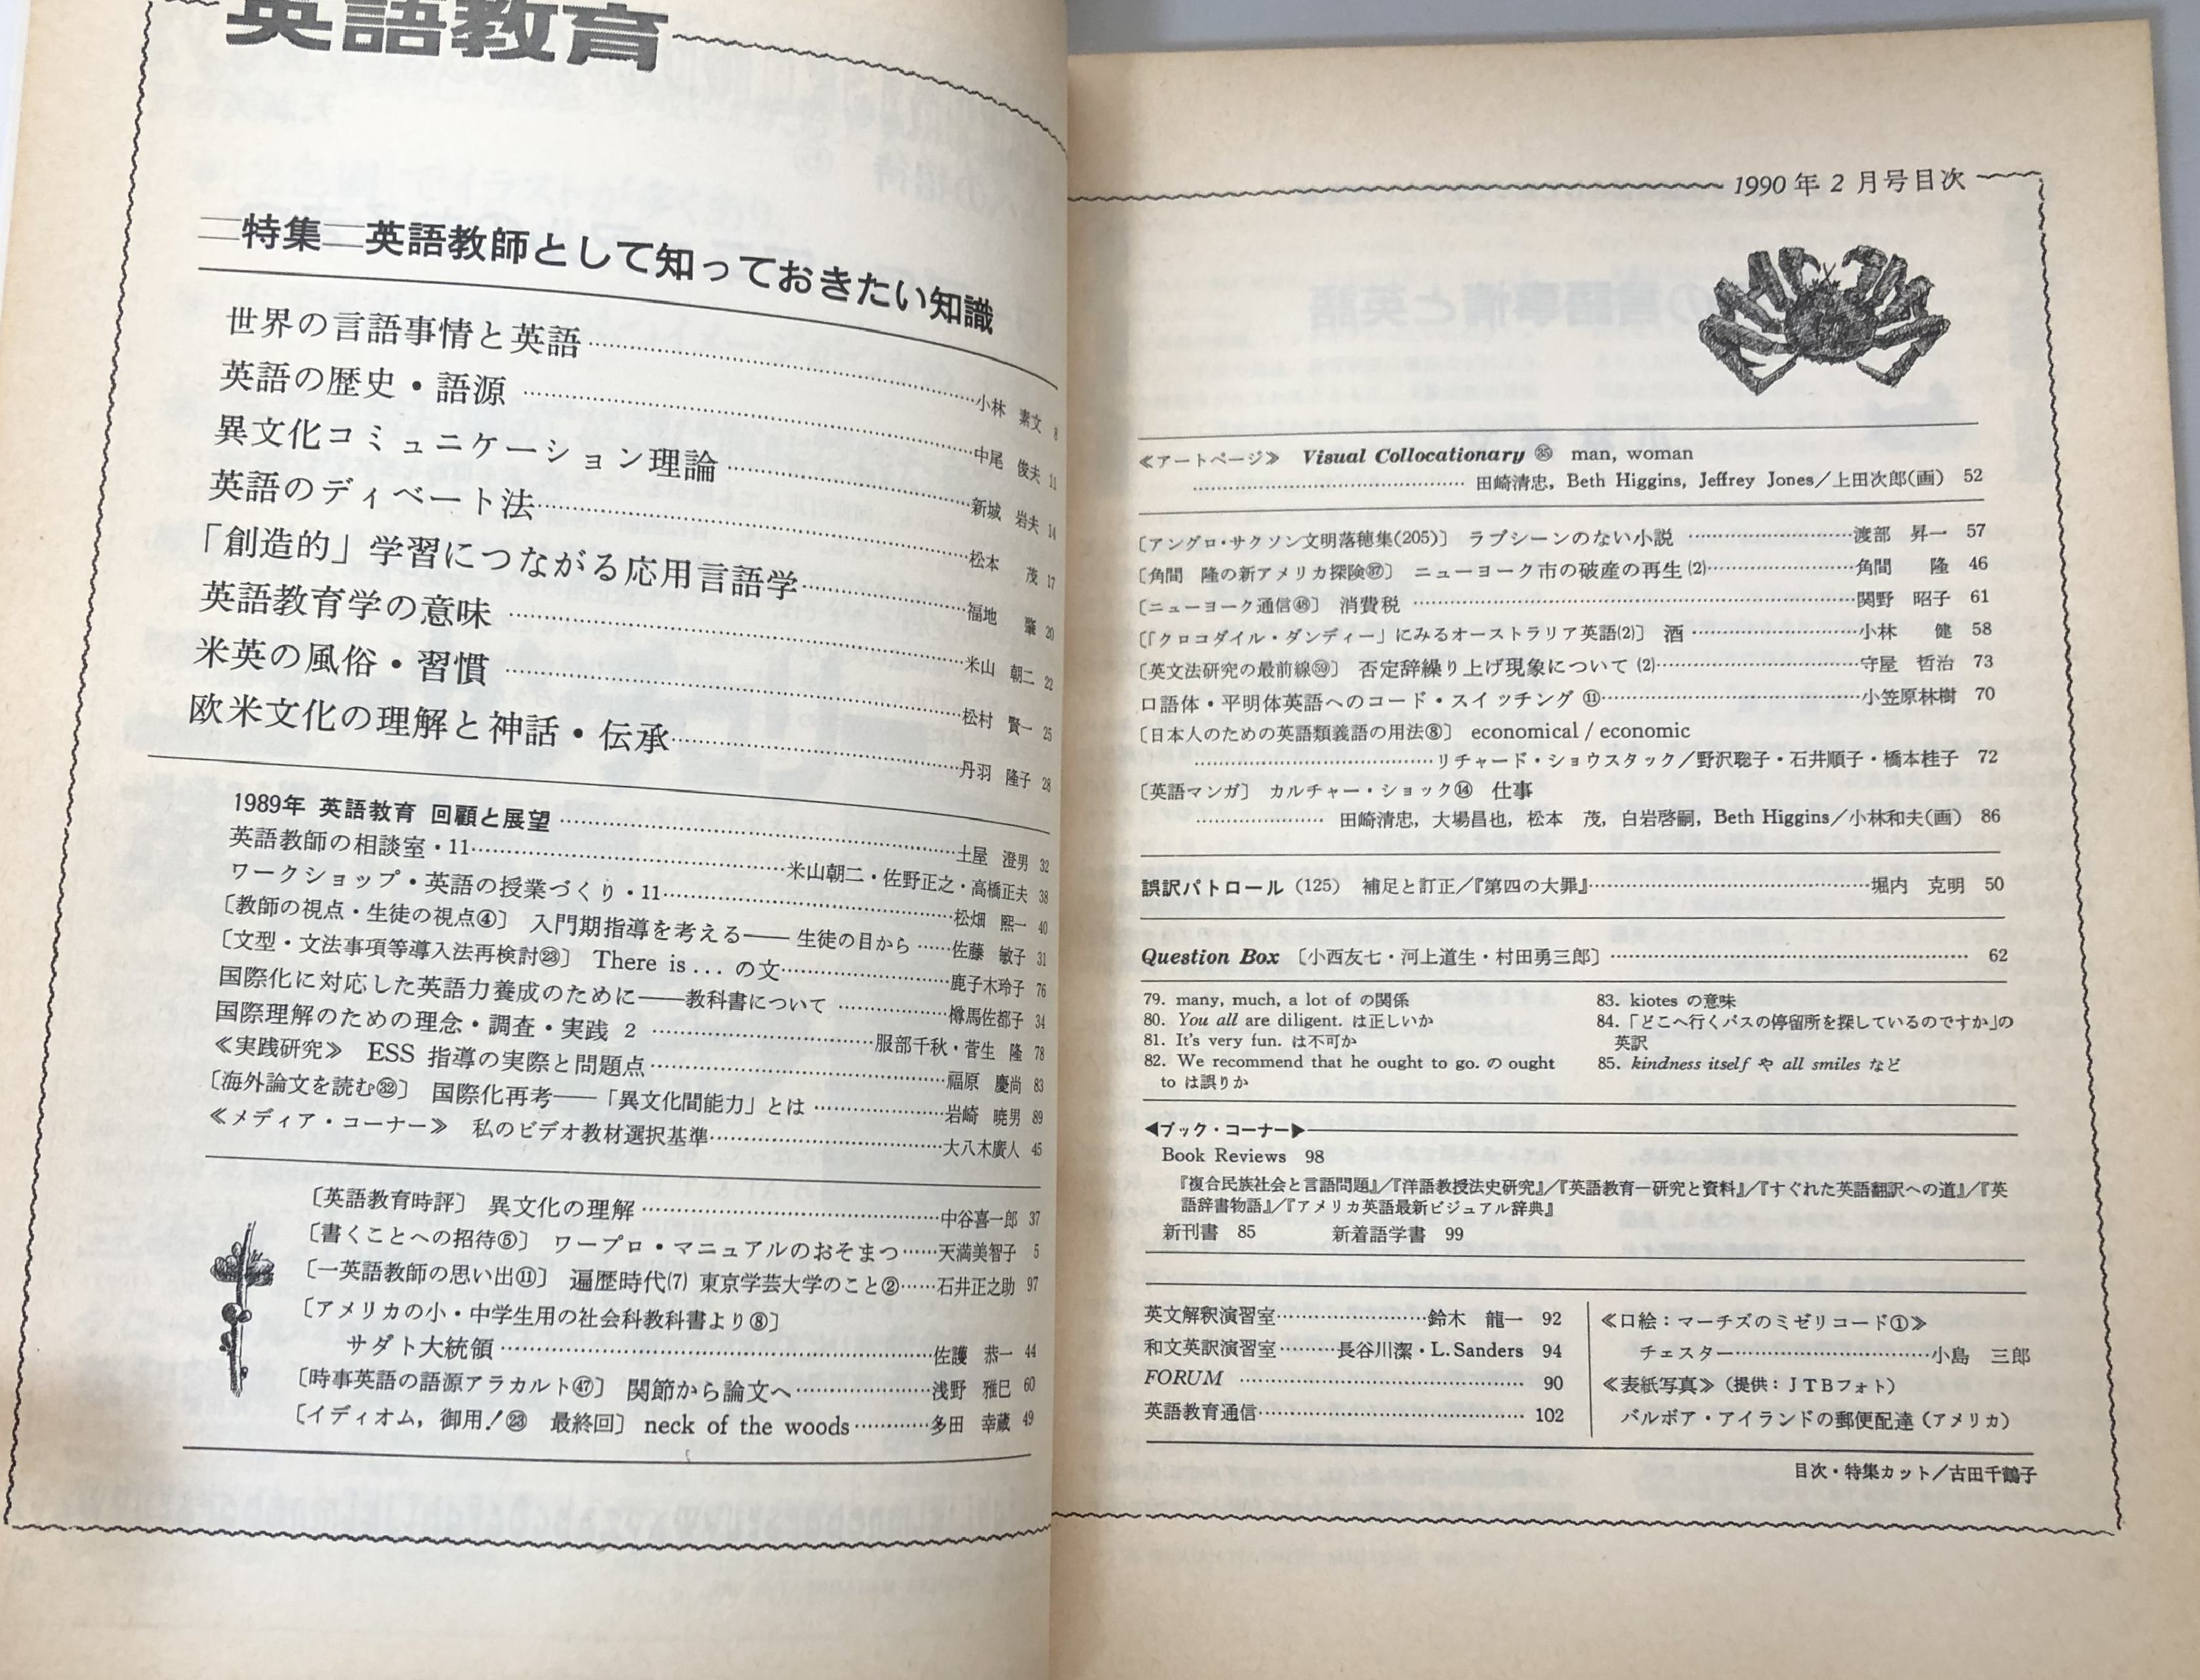 英語教育
特集 英語教師として知っておきたい知識
世界の言語事情と英語……小林 素文 8
英語の歴史・語源……中尾 俊夫 11
異文化コミュニケーション理論……新城 岩夫 14
英語のディベート法……松本 茂 17
「創造的」学習につながる応用言語学……福地 肇 20
英語教育学の意味……米山 朝二 22
米英の風俗・習慣……松村 賢一 25
欧米文化の理解と神話・伝承……丹羽 隆子 28
1989年 英語教育 回顧と展望……土屋 澄男 32
英語教師の相談室・11……米山朝二・佐野正之・高橋正夫 38
ワークショップ・英語の授業づくり・11……松畑 熙一 40
〔教師の視点・生徒の視点④〕 入門期指導を考える── 生徒の目から……佐藤 敏子 31
〔文型・文法事項等導入法再検討㉓〕 There is... の文……鹿子木玲子 76
国際化に対応した英語力養成のために──教科書について……樽馬佐都子 34
国際理解のための理念・調査・実践 2……服部千秋・菅生 隆 78
≪実践研究≫ ESS 指導の実際と問題点……福原 慶尚 83
〔海外論文を読む㉜〕 国際化再考──「異文化間能力」とは……岩崎 暁男 89
≪メディア・コーナー≫ 私のビデオ教材選択基準……大八木廣人 45
〔英語教育時評〕 異文化の理解……中谷喜一郎 37
〔書くことへの招待⑤〕 ワープロ・マニュアルのおそまつ……天満美智子 5
〔一英語教師の思い出⑪〕 遍歴時代(7) 東京学芸大学のこと②……石井正之助 97
〔アメリカの小・中学生用の社会科教科書より⑧〕
サダト大統領……佐護 恭一 44
〔時事英語の語源アラカルト㊼〕 関節から論文へ……浅野 雅巳 60
〔イディオム，御用！㉓ 最終回〕 neck of the woods……多田 幸蔵 49
1990年2月号目次
≪アートページ≫ Visual Collocationary ㉟ man, woman
……田崎清忠，Beth Higgins，Jeffrey Jones／上田次郎(画) 52
〔アングロ・サクソン文明落穂集(205)〕 ラブシーンのない小説……渡部 昇一 57
〔角間 隆の新アメリカ探険㊲〕 ニューヨーク市の破産の再生(2)……角間 隆 46
〔ニューヨーク通信㊽〕 消費税……関野 昭子 61
〔「クロコダイル・ダンディー」にみるオーストラリア英語(2)〕 酒……小林 健 58
〔英文法研究の最前線59〕 否定辞繰り上げ現象について(2)……守屋 哲治 73
口語体・平明体英語へのコード・スイッチング ⑪……小笠原林樹 70
〔日本人のための英語類義語の用法⑧〕 economical / economic
……リチャード・ショウスタック／野沢聡子・石井順子・橋本桂子 72
〔英語マンガ〕 カルチャー・ショック⑭ 仕事
……田崎清忠，大場昌也，松本 茂，白岩啓嗣，Beth Higgins／小林和夫(画) 86
誤訳パトロール (125) 補足と訂正／『第四の大罪』……堀内 克明 50
Question Box 〔小西友七・河上道生・村田勇三郎〕……62
79. many, much, a lot of の関係
80. You all are diligent. は正しいか
81. It's very fun. は不可か
82. We recommend that he ought to go. の ought
to は誤りか
83. kiotes の意味
84.「どこへ行くバスの停留所を探しているのですか」の
英訳
85. kindness itself や all smiles など
◀ブック・コーナー▶
Book Reviews 98
『複合民族社会と言語問題』／『洋語教授法史研究』／『英語教育―研究と資料』／『すぐれた英語翻訳への道』／『英
語辞書物語』／『アメリカ英語最新ビジュアル辞典』
新刊書 85 新着語学書 99
英文解釈演習室……鈴木 龍一 92
和文英訳演習室……長谷川潔・L.Sanders 94
FORUM……90
英語教育通信……102
≪口絵：マーチズのミゼリコード①≫
チェスター……小島 三郎
≪表紙写真≫（提供：JTBフォト）
バルボア・アイランドの郵便配達（アメリカ）
目次・特集カット／古田千鶴子